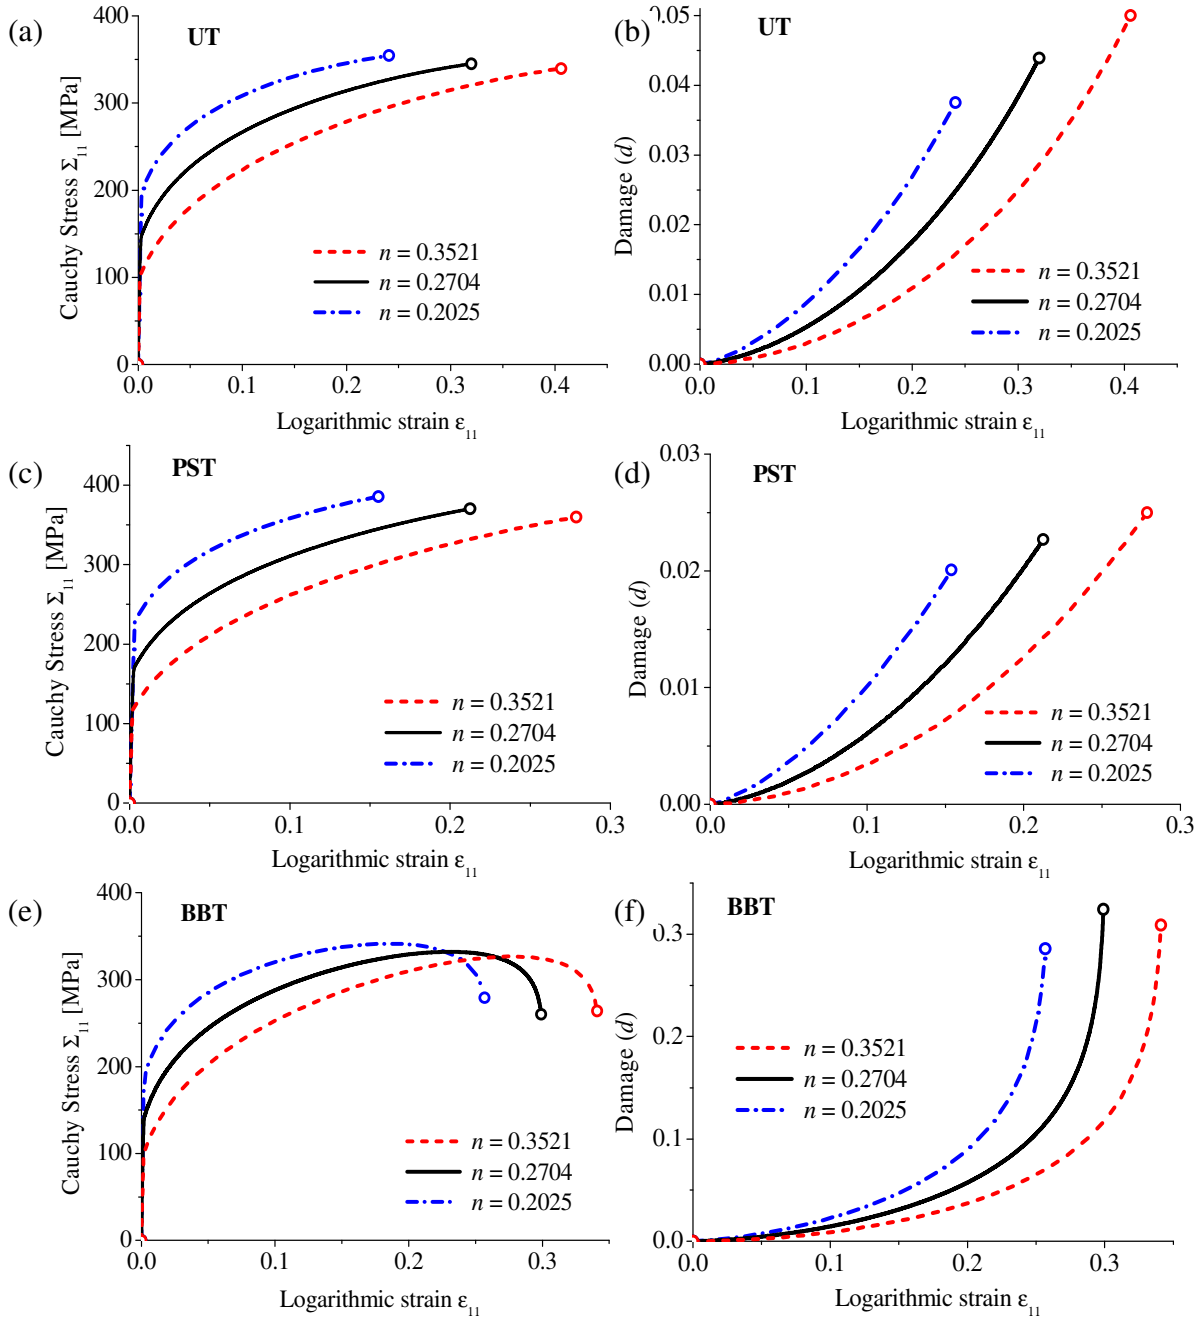 (a)
UT
Cauchy Stress Σ11 [MPa]
400
300
200
100
0
n = 0.3521
n = 0.2704
n = 0.2025
0.0 0.1 0.2 0.3 0.4
Logarithmic strain ε11
(b)
UT
Damage (d)
0.05
0.04
0.03
0.02
0.01
0.00
n = 0.3521
n = 0.2704
n = 0.2025
0.0 0.1 0.2 0.3 0.4
Logarithmic strain ε11
(c)
PST
Cauchy Stress Σ11 [MPa]
400
300
200
100
0
n = 0.3521
n = 0.2704
n = 0.2025
0.0 0.1 0.2 0.3
Logarithmic strain ε11
(d)
PST
Damage (d)
0.03
0.02
0.01
0.00
n = 0.3521
n = 0.2704
n = 0.2025
0.0 0.1 0.2 0.3
Logarithmic strain ε11
(e)
BBT
Cauchy Stress Σ11 [MPa]
400
300
200
100
0
n = 0.3521
n = 0.2704
n = 0.2025
0.0 0.1 0.2 0.3
Logarithmic strain ε11
(f)
BBT
Damage (d)
0.3
0.2
0.1
0.0
n = 0.3521
n = 0.2704
n = 0.2025
0.0 0.1 0.2 0.3
Logarithmic strain ε11